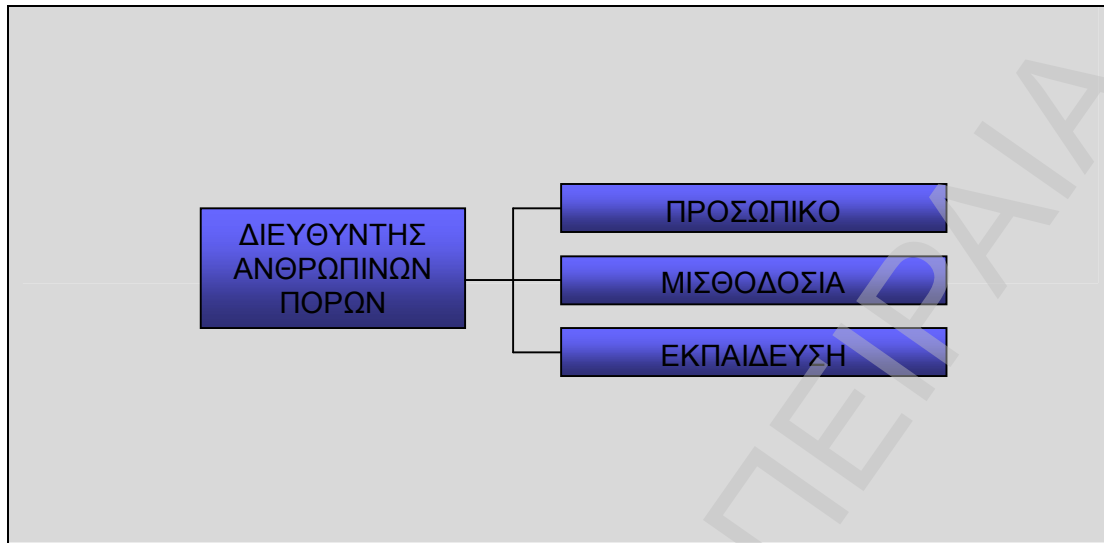 ΔΙΕΥΘΥΝΤΗΣ
ΑΝΘΡΩΠΙΝΩΝ
ΠΟΡΩΝ
ΠΡΟΣΩΠΙΚΟ
ΜΙΣΘΟΔΟΣΙΑ
ΕΚΠΑΙΔΕΥΣΗ
ΠΕΙΡΑΙΑ